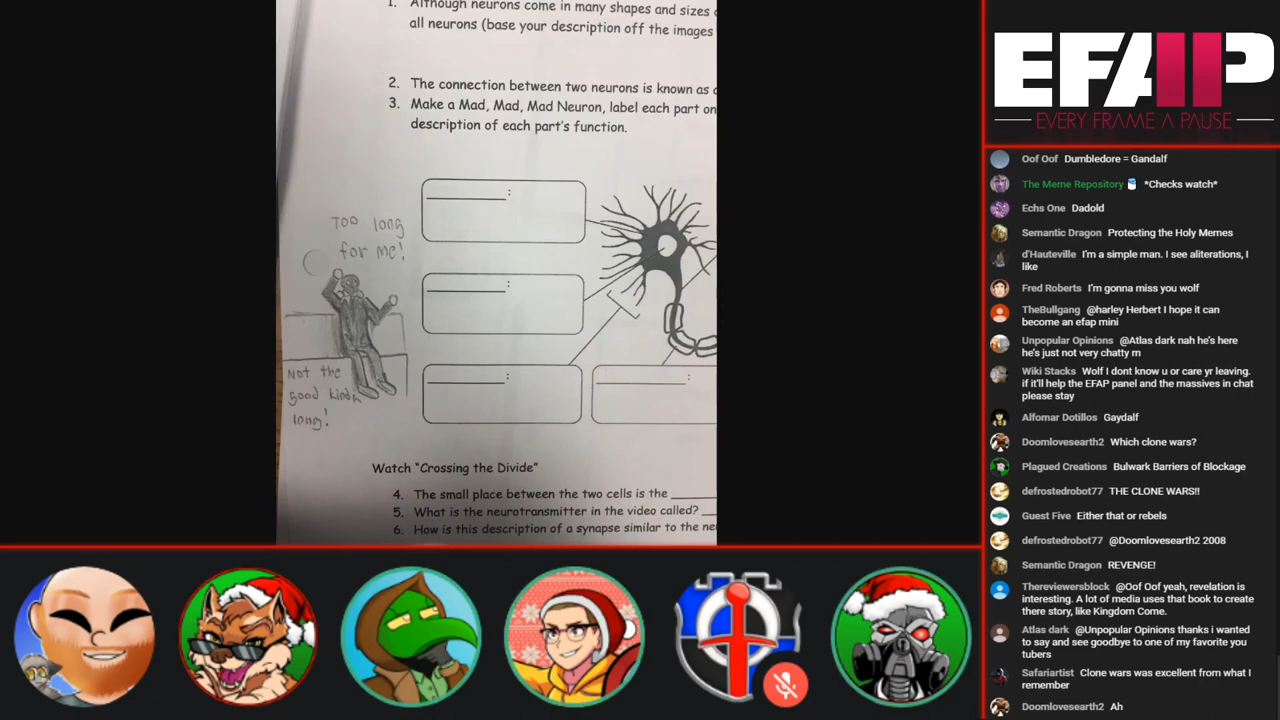 1. Although neurons come in many shapes and sizes
all neurons (base your description off the images
2. The connection between two neurons is known as
3. Make a Mad, Mad, Mad Neuron, label each part on
description of each part's function.
:
:
:
:
Too long
for me!
Not the
good kinda
long!
Watch "Crossing the Divide"
4. The small place between the two cells is the
5. What is the neurotransmitter in the video called?
6. How is this description of a synapse similar to the
EFAP
EVERY FRAME A PAUSE
Oof Oof Dumbledore = Gandalf
The Meme Repository *Checks watch*
Echs One Dadold
Semantic Dragon Protecting the Holy Memes
d'Hauteville I'm a simple man. I see aliterations, I
like
Fred Roberts I'm gonna miss you wolf
TheBullgang @harley Herbert I hope it can
become an efap mini
Unpopular Opinions @Atlas dark nah he's here
he's just not very chatty rn
Wiki Stacks Wolf I dont know u or care yr leaving.
if it'll help the EFAP panel and the massives in chat
please stay
Alfomar Dotillos Gaydalf
Doomlovesearth2 Which clone wars?
Plagued Creations Bulwark Barriers of Blockage
defrostedrobot77 THE CLONE WARS!!
Guest Five Either that or rebels
defrostedrobot77 @Doomlovesearth2 2008
Semantic Dragon REVENGE!
Thereviewersblock @Oof Oof yeah, revelation is
interesting. A lot of media uses that book to create
there story, like Kingdom Come.
Atlas dark @Unpopular Opinions thanks i wanted
to say and see goodbye to one of my favorite you
tubers
Safariartist Clone wars was excellent from what I
remember
Doomlovesearth2 Ah